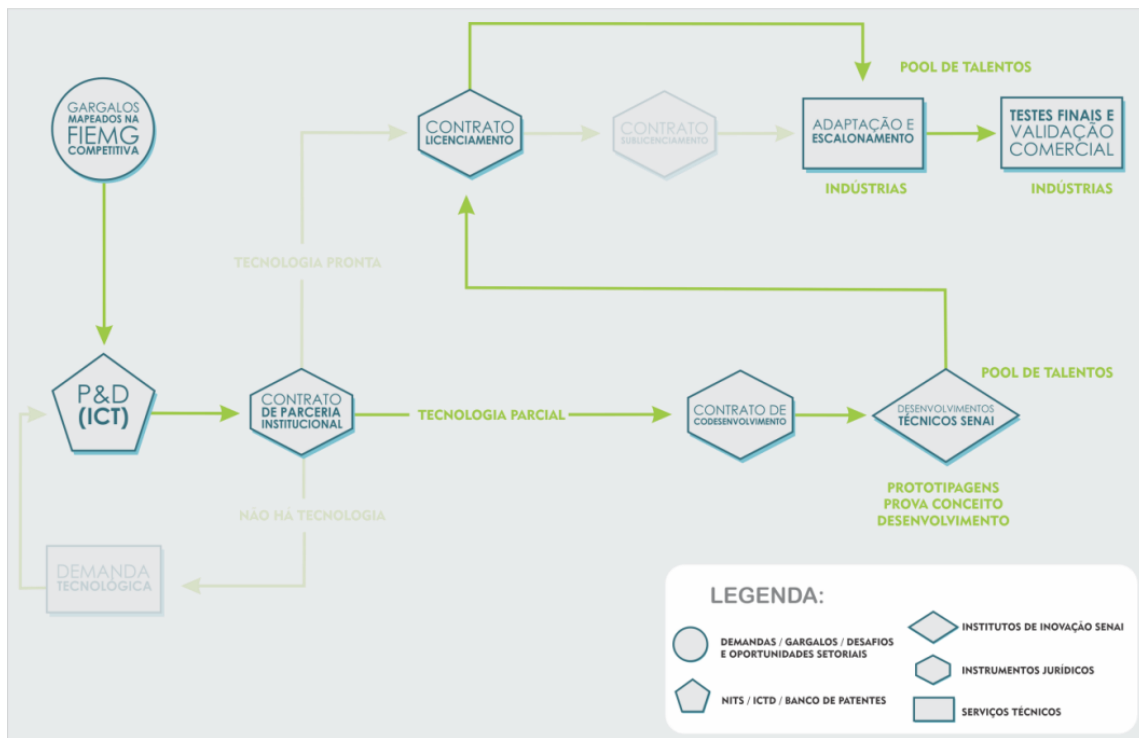 GARGALOS
MAPEADOS NA
FIEMG
COMPETITIVA
CONTRATO
LICENCIAMENTO
CONTRATO
SUBLICENCIAMENTO
POOL DE TALENTOS
ADAPTAÇÃO E
ESCALONAMENTO
INDÚSTRIAS
TESTES FINAIS E
VALIDAÇÃO
COMERCIAL
INDÚSTRIAS
TECNOLOGIA PRONTA
P&D
(ICT)
CONTRATO
DE PARCERIA
INSTITUCIONAL
TECNOLOGIA PARCIAL
CONTRATO DE
CODESENVOLVIMENTO
POOL DE TALENTOS
DESENVOLVIMENTOS
TÉCNICOS SENAI
PROTOTIPAGENS
PROVA CONCEITO
DESENVOLVIMENTO
NÃO HÁ TECNOLOGIA
DEMANDA
TECNOLÓGICA
LEGENDA:
DEMANDAS / GARGALOS / DESAFIOS
E OPORTUNIDADES SETORIAIS
NITS / ICTD / BANCO DE PATENTES
INSTITUTOS DE INOVAÇÃO SENAI
INSTRUMENTOS JURÍDICOS
SERVIÇOS TÉCNICOS